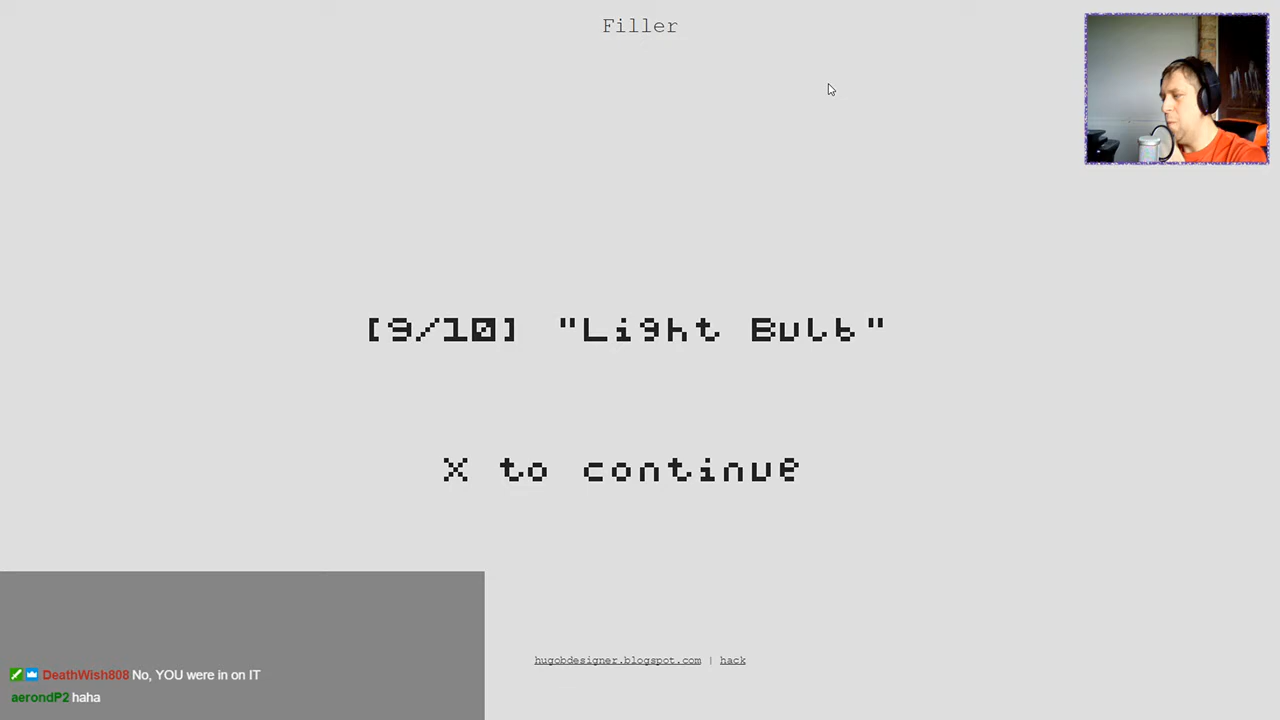 Filler
[9/10] "Light Bulb"
X to continue
hugobdesigner.blogspot.com | hack
DeathWish808 No, YOU were in on IT
aerondP2 haha